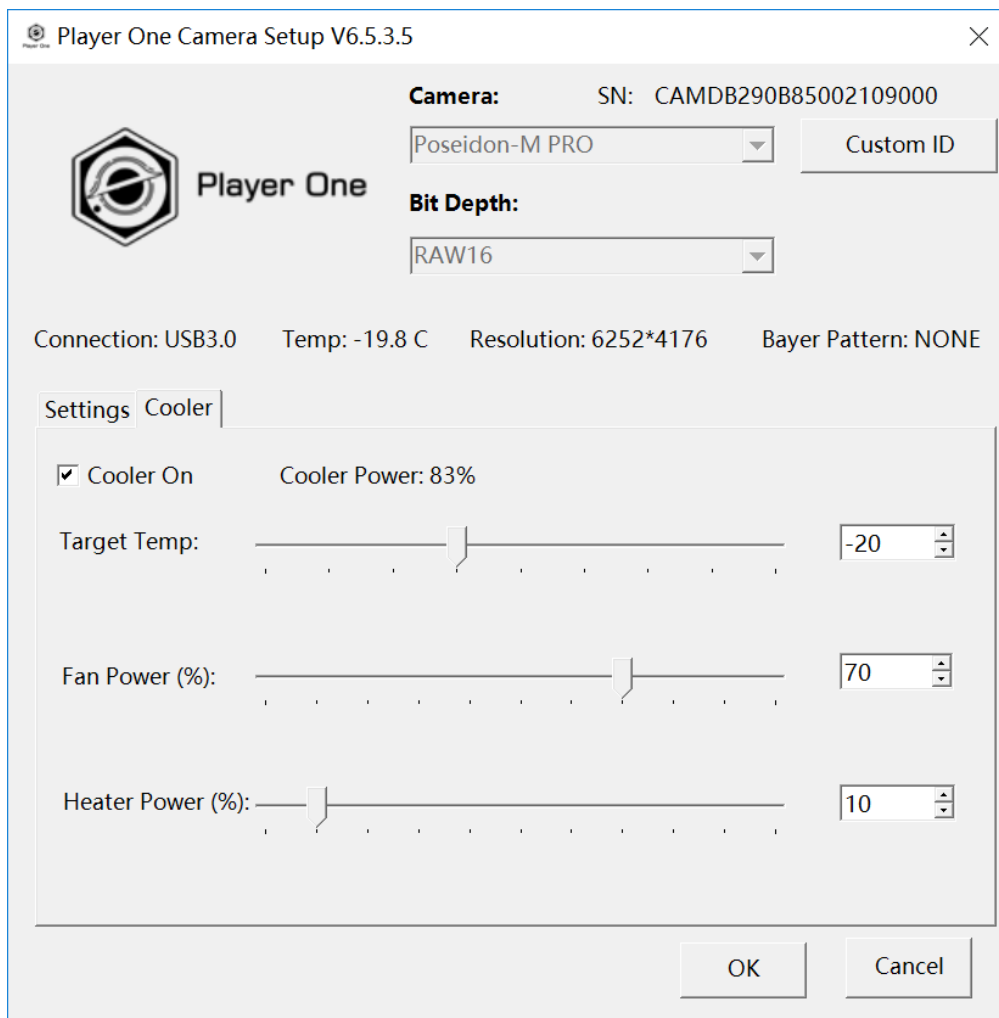 Player One Camera Setup V6.5.3.5
Camera: SN: CAMDB290B85002109000
Poseidon-M PRO Custom ID
Player One
Bit Depth:
RAW16
Connection: USB3.0 Temp: -19.8 C Resolution: 6252*4176 Bayer Pattern: NONE
Settings Cooler
Cooler On Cooler Power: 83%
Target Temp: -20
Fan Power (%): 70
Heater Power (%): 10
OK Cancel